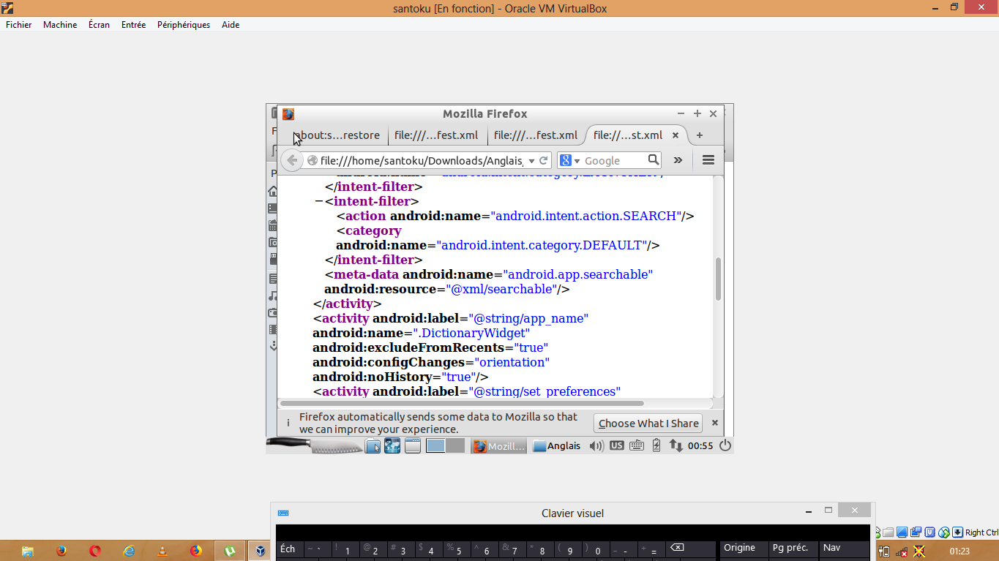 santoku [En fonction] - Oracle VM VirtualBox
Fichier Machine Écran Entrée Périphériques Aide
Mozilla Firefox
about:s...restore file:///...fest.xml file:///...fest.xml file://...st.xml
file:///home/santoku/Downloads/Anglais, Google
</intent-filter>
−<intent-filter>
<action android:name="android.intent.action.SEARCH"/>
<category
android:name="android.intent.category.DEFAULT"/>
</intent-filter>
<meta-data android:name="android.app.searchable"
android:resource="@xml/searchable"/>
</activity>
<activity android:label="@string/app_name"
android:name=".DictionaryWidget"
android:excludeFromRecents="true"
android:configChanges="orientation"
android:noHistory="true"/>
<activity android:label="@string/set_preferences"
Firefox automatically sends some data to Mozilla so that
we can improve your experience.
Choose What I Share
Mozill... Anglais US 00:55
Clavier visuel
Right Ctrl
Éch ~ ` ! 1 @ 2 # 3 $ 4 % 5 ^ 6 & 7 * 8 ( 9 ) 0 _ - + = Origine Pg préc. Nav
01:23